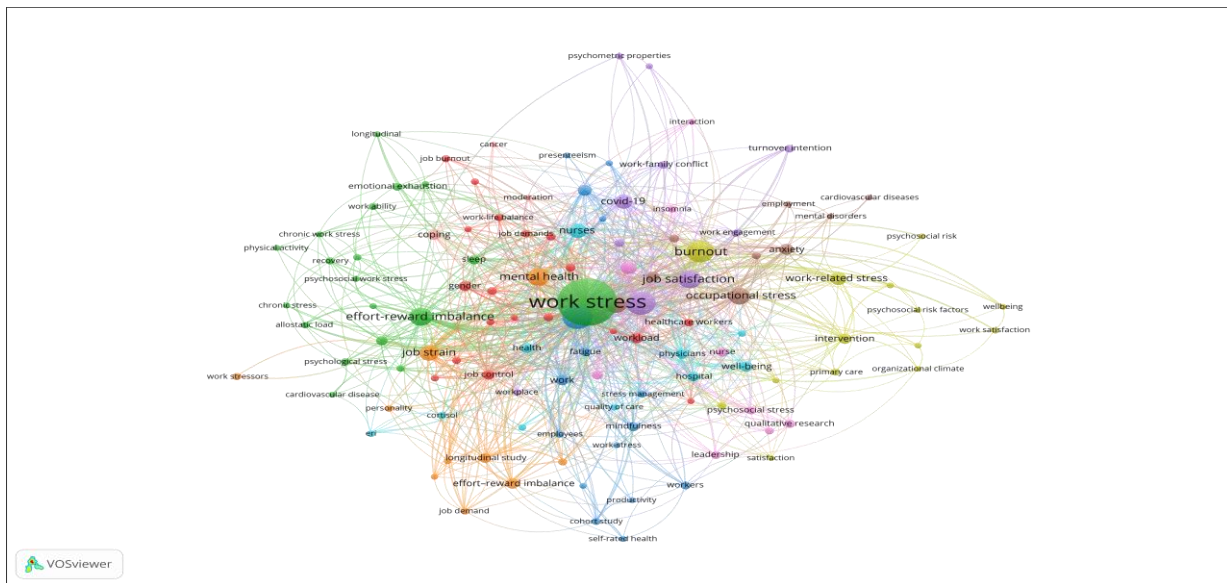 psychometric properties
interaction
longitudinal
cancer
turnover intention
job burnout
presenteeism
work-family conflict
emotional exhaustion
moderation
covid-19
employment
cardiovascular diseases
work ability
work-life balance
insomnia
mental disorders
chronic work stress
coping
job demands
nurses
work engagement
psychosocial risk
physical activity
recovery
sleep
burnout
anxiety
psychosocial work stress
gender
mental health
job satisfaction
work-related stress
chronic stress
work stress
occupational stress
wellbeing
allostatic load
effort-reward imbalance
healthcare workers
psychosocial risk factors
work satisfaction
workload
intervention
psychological stress
job strain
health
fatigue
physicians
nurse
well-being
work stressors
job control
work
hospital
primary care
organizational climate
cardiovascular disease
workplace
stress management
personality
cortisol
quality of care
psychosocial stress
eri
employees
mindfulness
qualitative research
work-stress
longitudinal study
leadership
satisfaction
effort–reward imbalance
workers
job demand
productivity
cohort study
self-rated health
VOSviewer